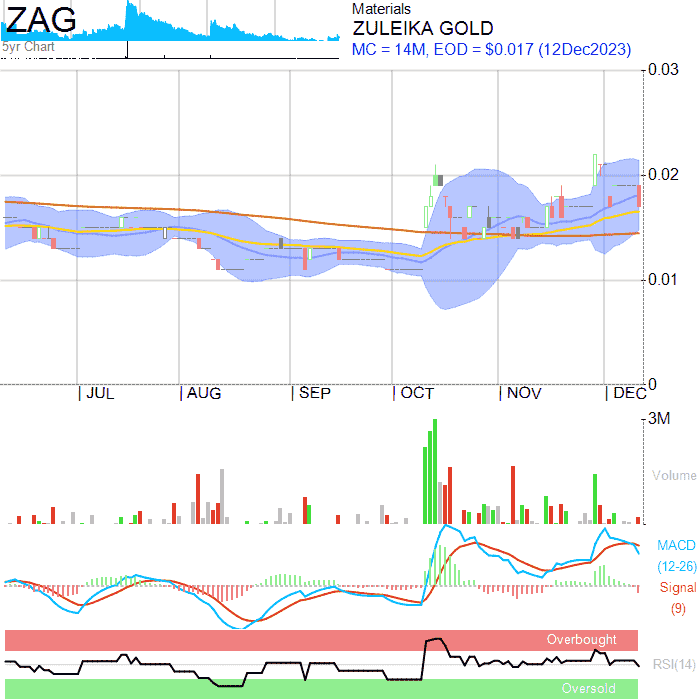 ZAG
5yr Chart
Materials
ZULEIKA GOLD
MC = 14M, EOD = $0.017 (12Dec2023)
0.03
0.02
0.01
0
| JUL | AUG | SEP | OCT | NOV | DEC
3M
Volume
MACD
(12-26)
Signal
(9)
Overbought
RSI(14)
Oversold